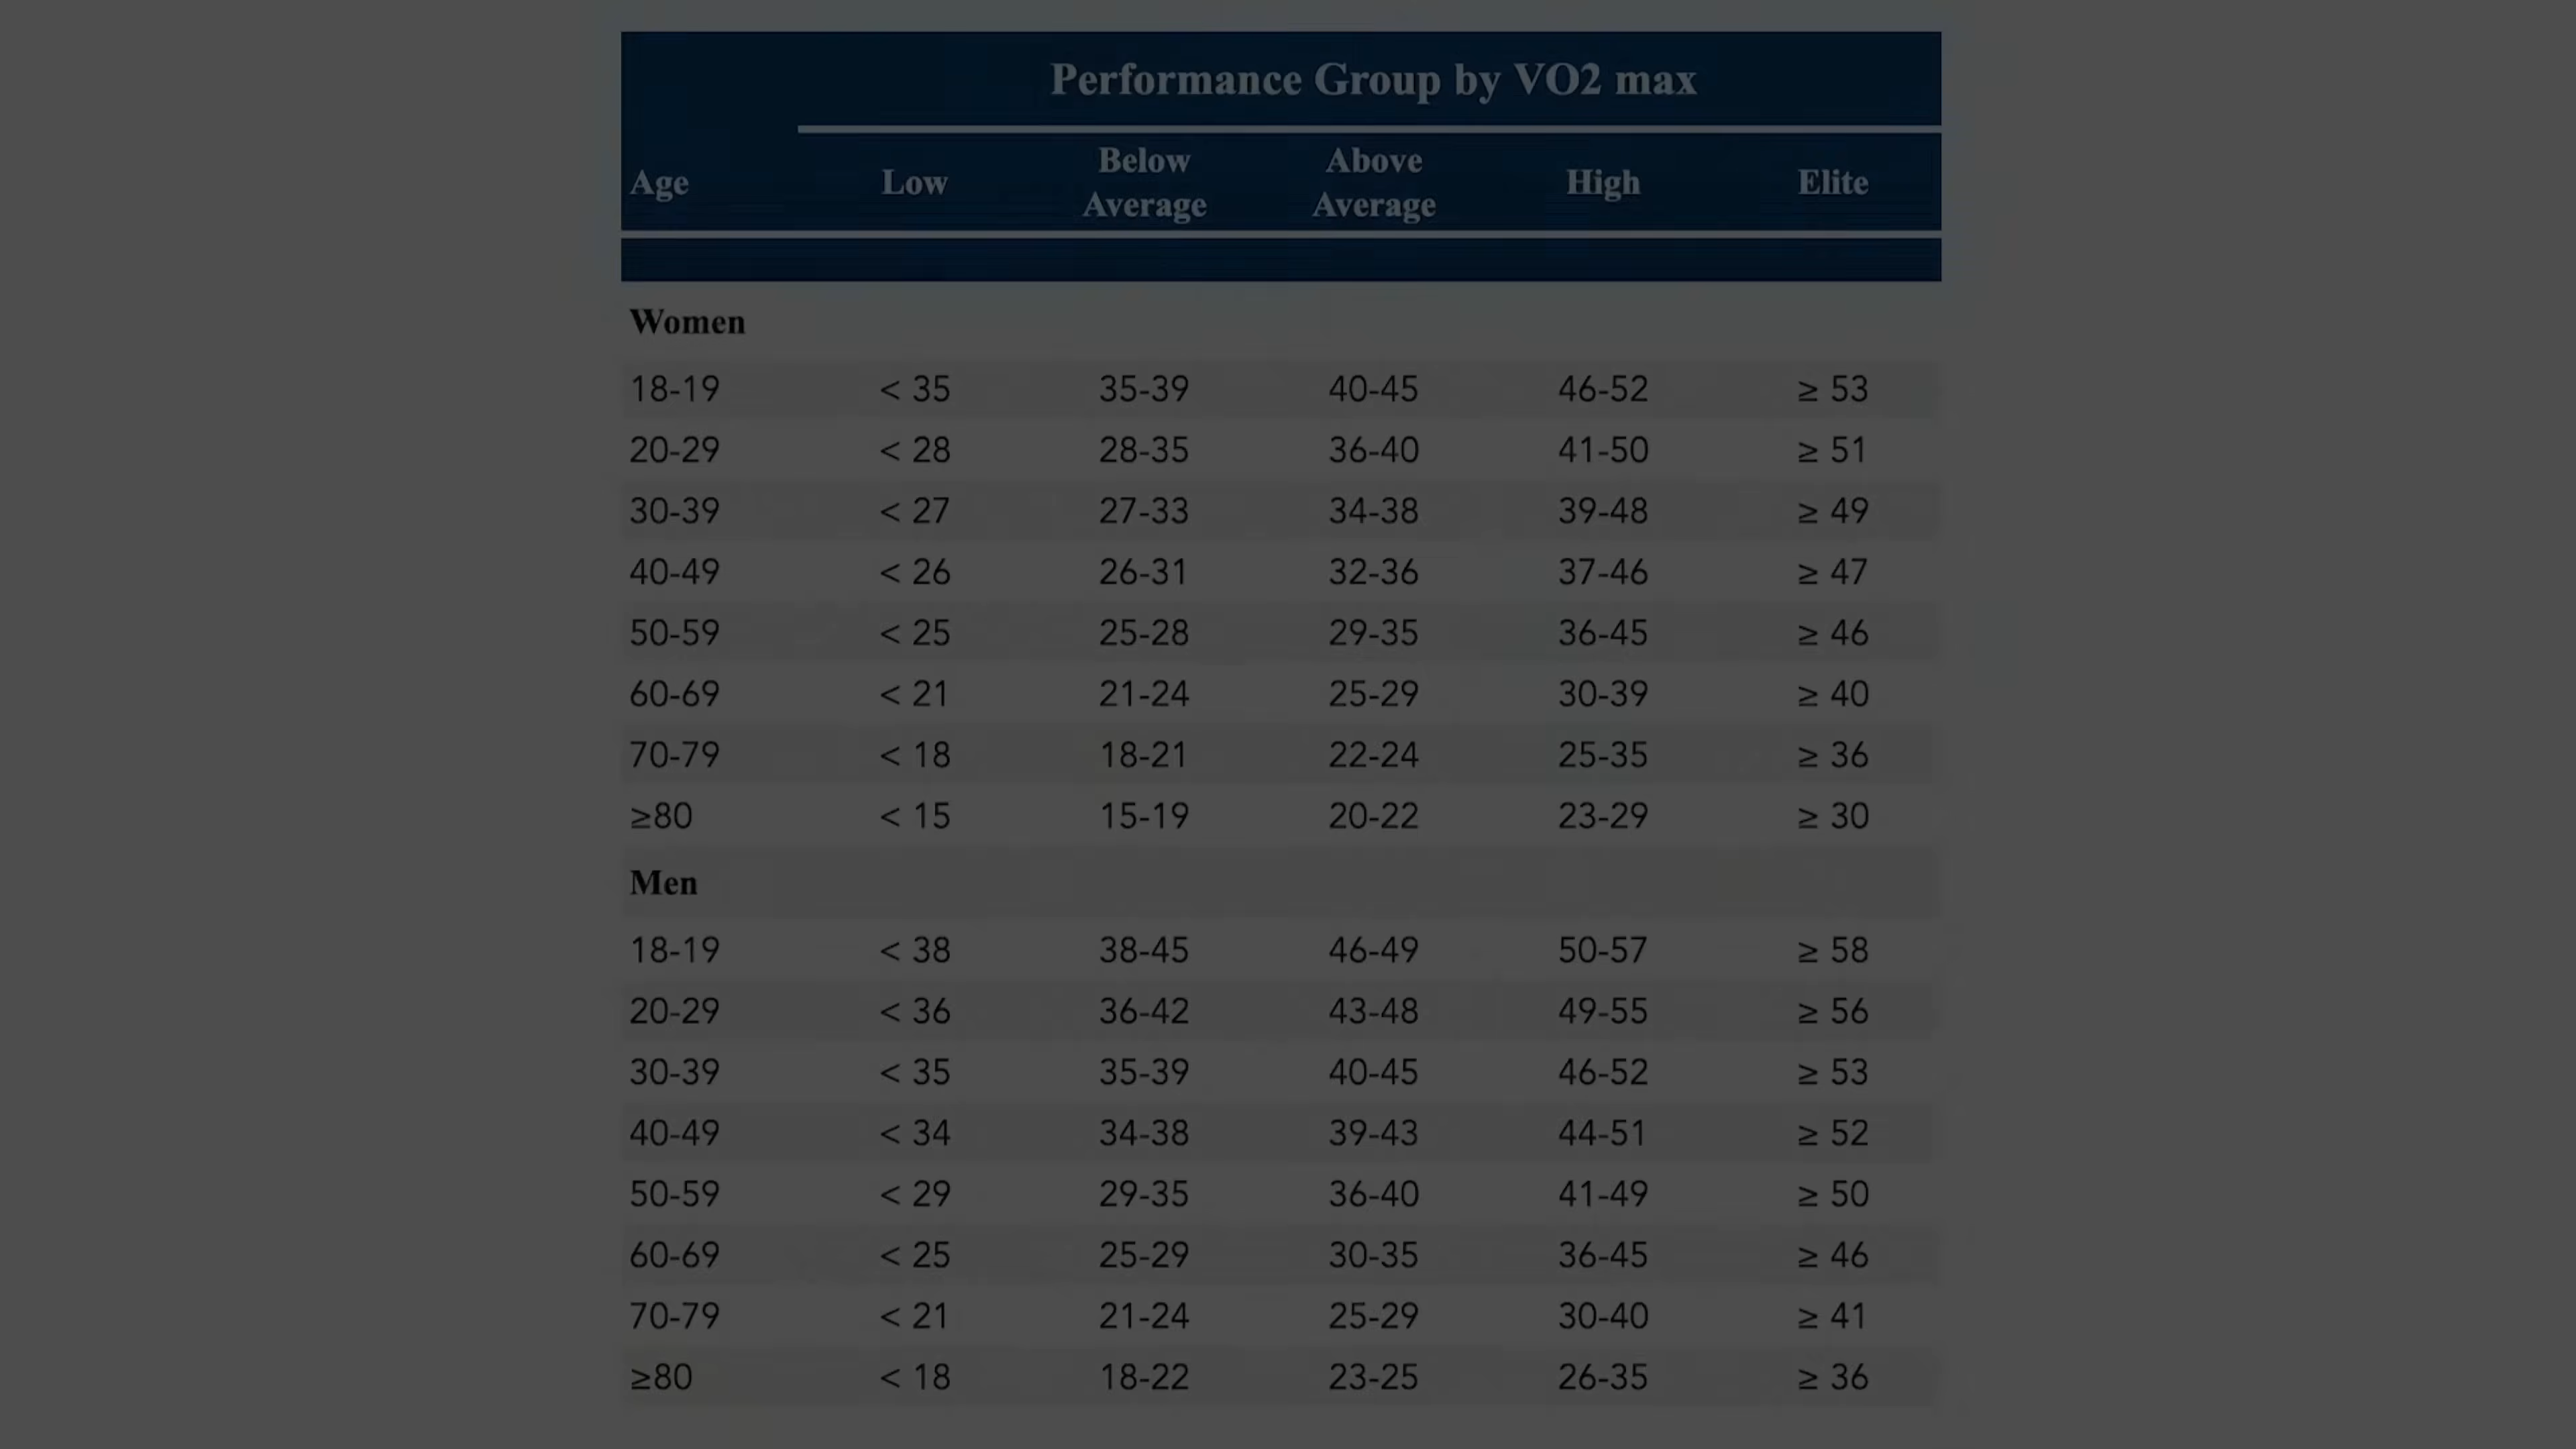 Performance Group by VO2 max
Age Low Below Average Above Average High Elite
Women
18-19 < 35 35-39 40-45 46-52 ≥ 53
20-29 < 28 28-35 36-40 41-50 ≥ 51
30-39 < 27 27-33 34-38 39-48 ≥ 49
40-49 < 26 26-31 32-36 37-46 ≥ 47
50-59 < 25 25-28 29-35 36-45 ≥ 46
60-69 < 21 21-24 25-29 30-39 ≥ 40
70-79 < 18 18-21 22-24 25-35 ≥ 36
≥80 < 15 15-19 20-22 23-29 ≥ 30
Men
18-19 < 38 38-45 46-49 50-57 ≥ 58
20-29 < 36 36-42 43-48 49-55 ≥ 56
30-39 < 35 35-39 40-45 46-52 ≥ 53
40-49 < 34 34-38 39-43 44-51 ≥ 52
50-59 < 29 29-35 36-40 41-49 ≥ 50
60-69 < 25 25-29 30-35 36-45 ≥ 46
70-79 < 21 21-24 25-29 30-40 ≥ 41
≥80 < 18 18-22 23-25 26-35 ≥ 36